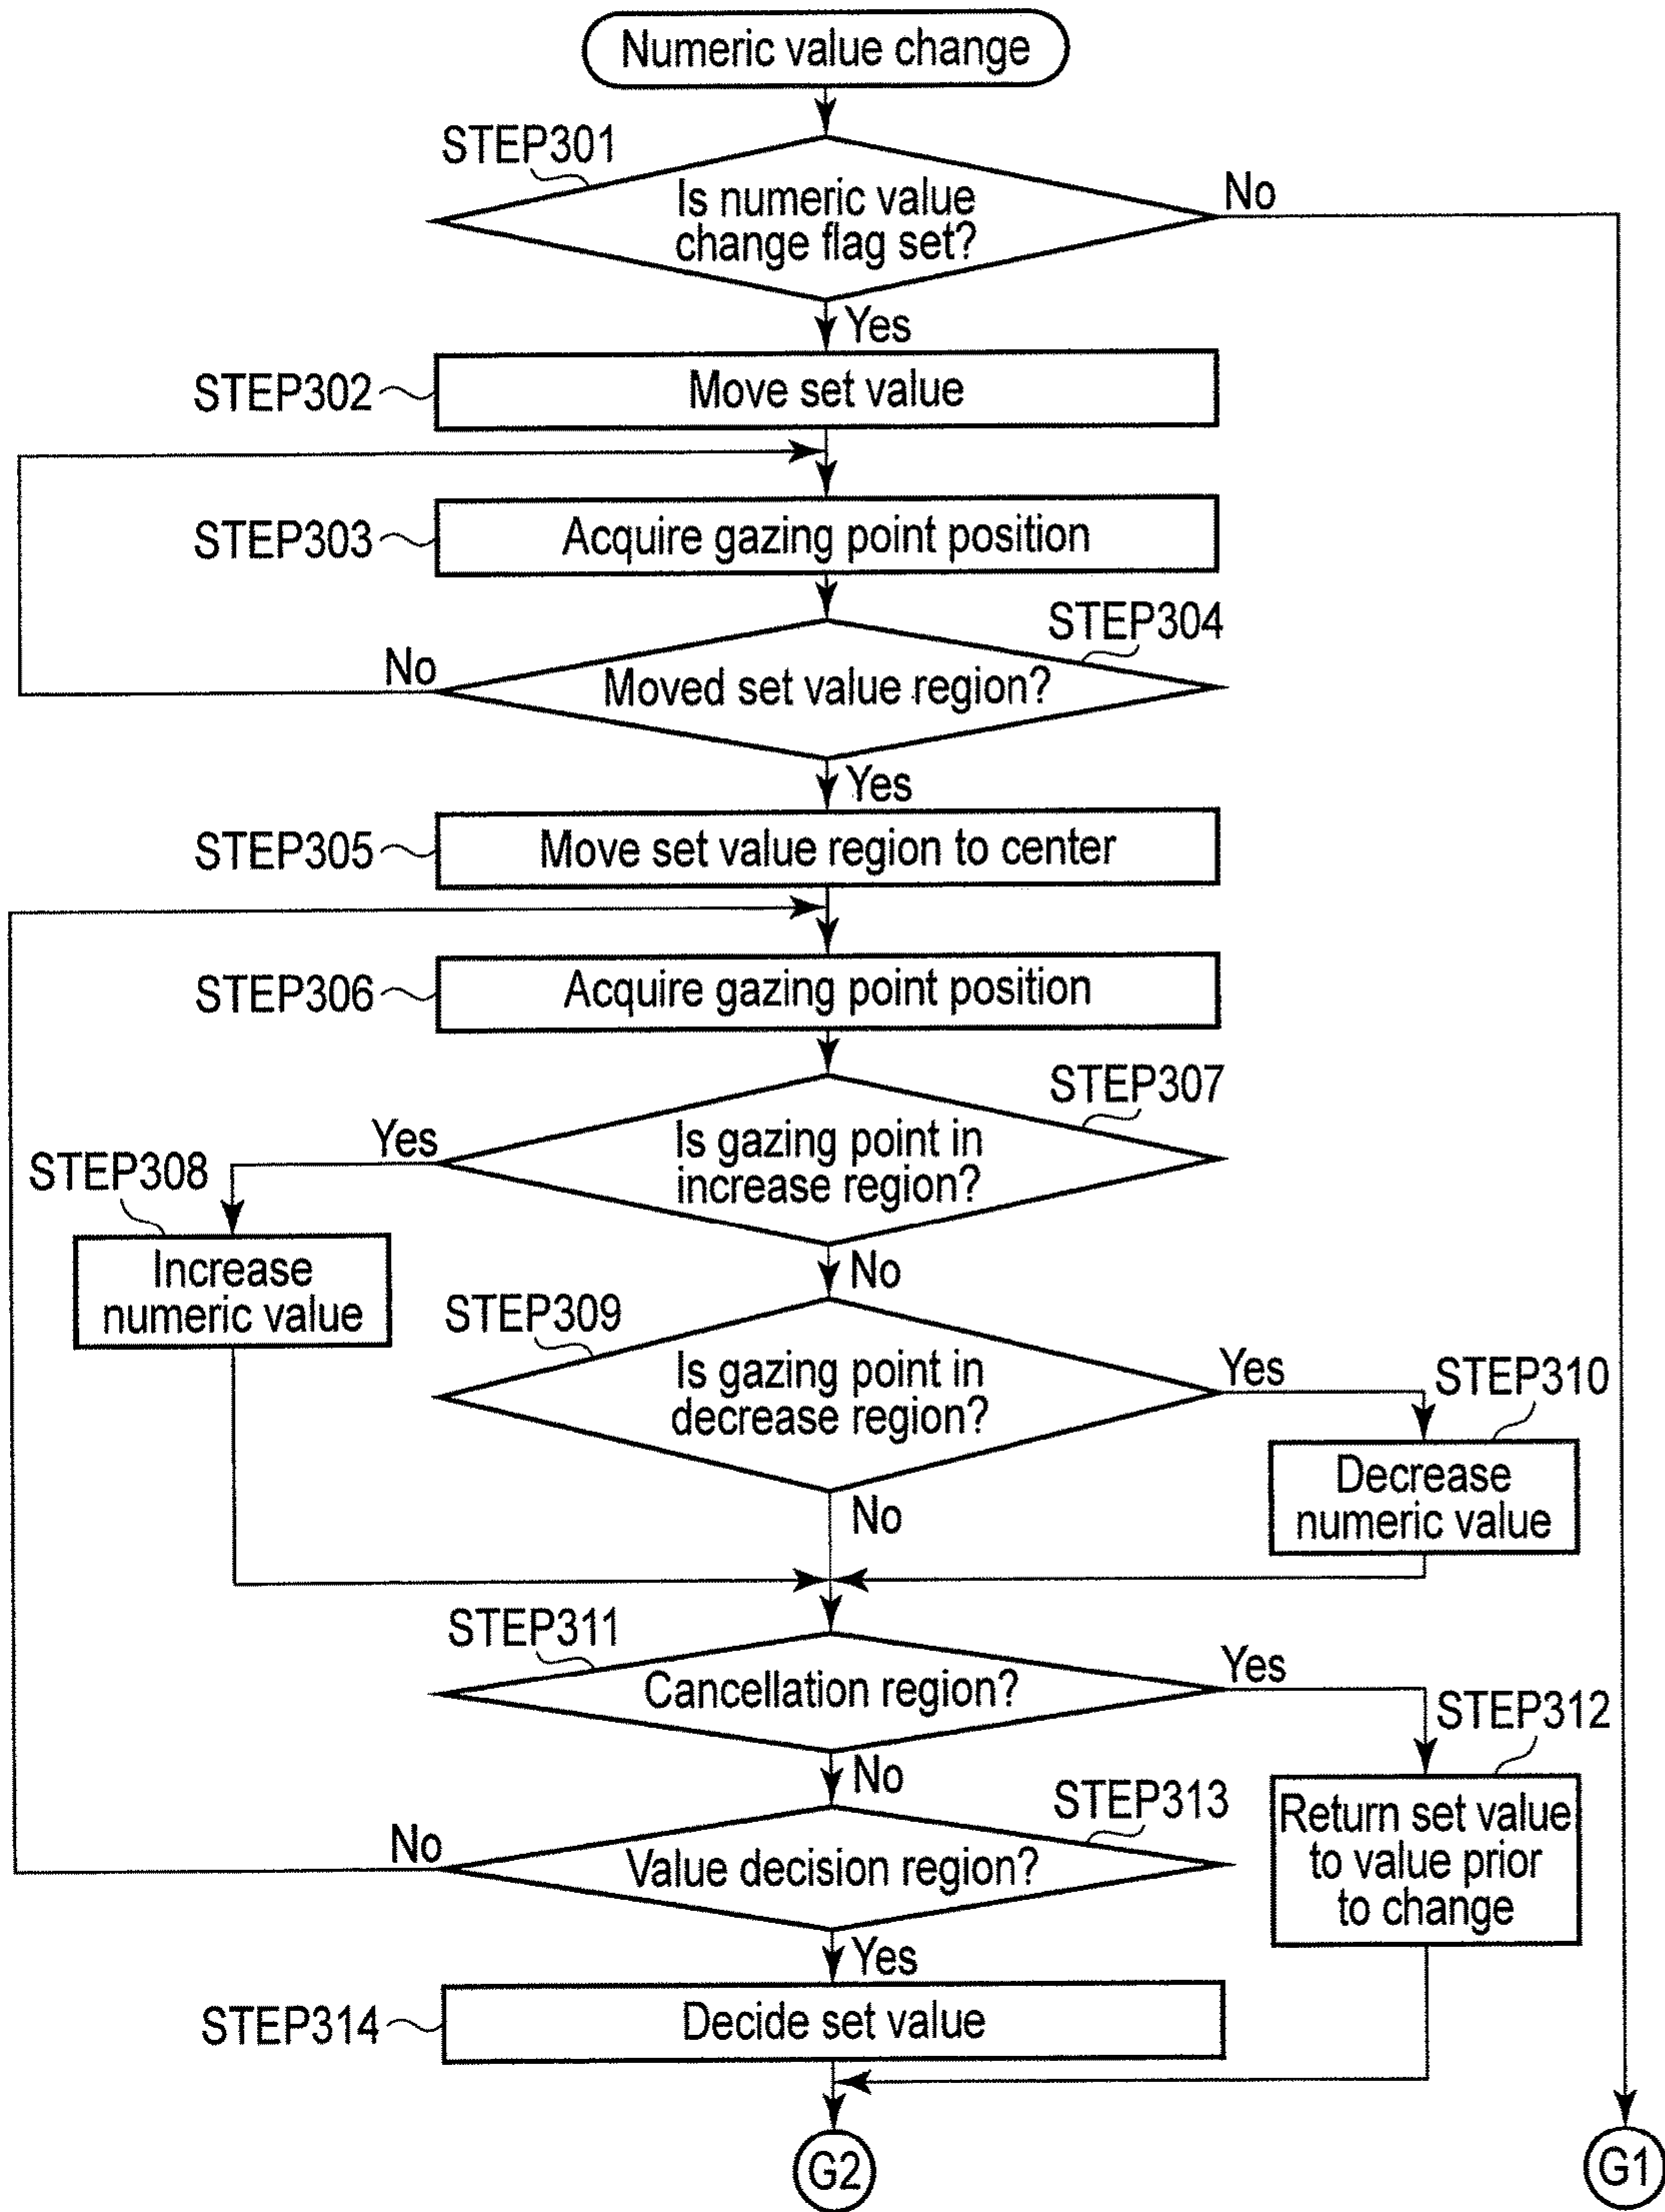 Numeric value change
STEP301
Is numeric value
change flag set?
No
Yes
STEP302
Move set value
STEP303
Acquire gazing point position
STEP304
No
Moved set value region?
Yes
STEP305
Move set value region to center
STEP306
Acquire gazing point position
STEP307
Yes
Is gazing point in
increase region?
STEP308
Increase
numeric value
No
STEP309
Is gazing point in
decrease region?
Yes
STEP310
Decrease
numeric value
No
STEP311
Cancellation region?
Yes
STEP312
Return set value
to value prior
to change
No
STEP313
No
Value decision region?
Yes
STEP314
Decide set value
G2
G1